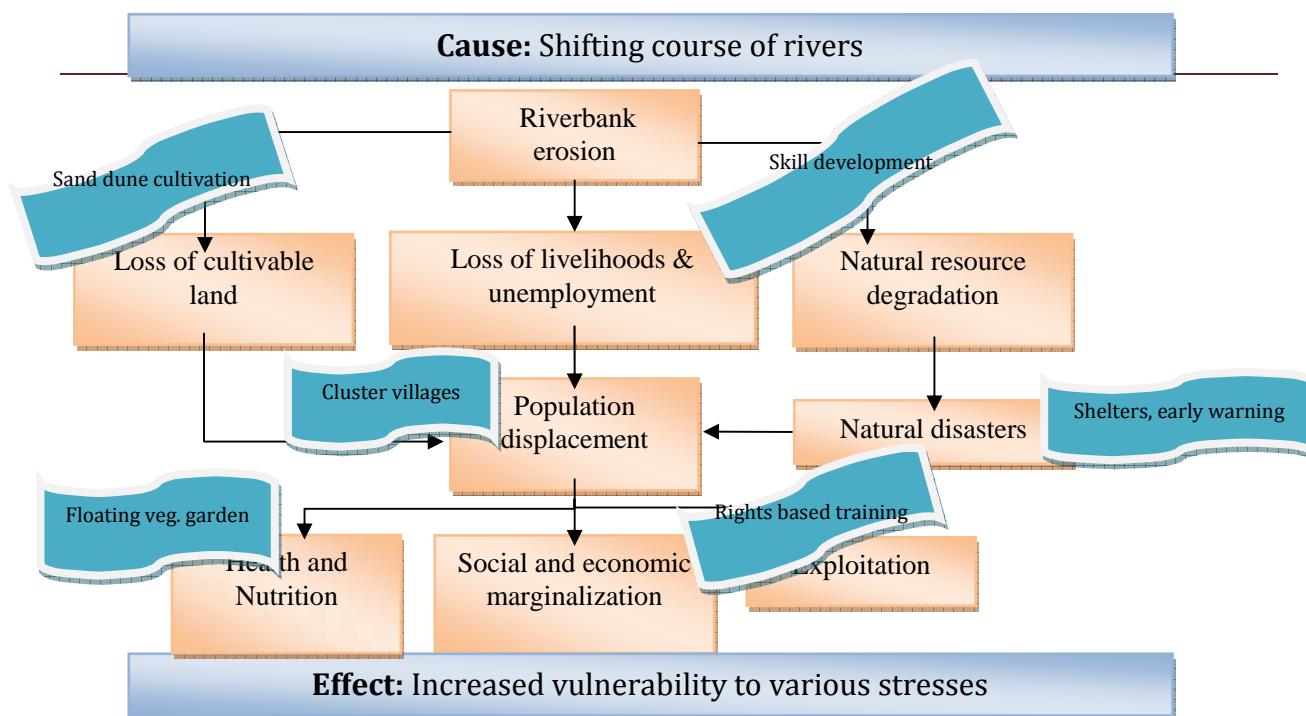 Cause: Shifting course of rivers
Riverbank
erosion
Skill development
Sand dune cultivation
Loss of cultivable
land
Loss of livelihoods &
unemployment
Natural resource
degradation
Cluster villages
Population
displacement
Natural disasters
Shelters, early warning
Floating veg. garden
Rights based training
Health and
Nutrition
Social and economic
marginalization
Exploitation
Effect: Increased vulnerability to various stresses